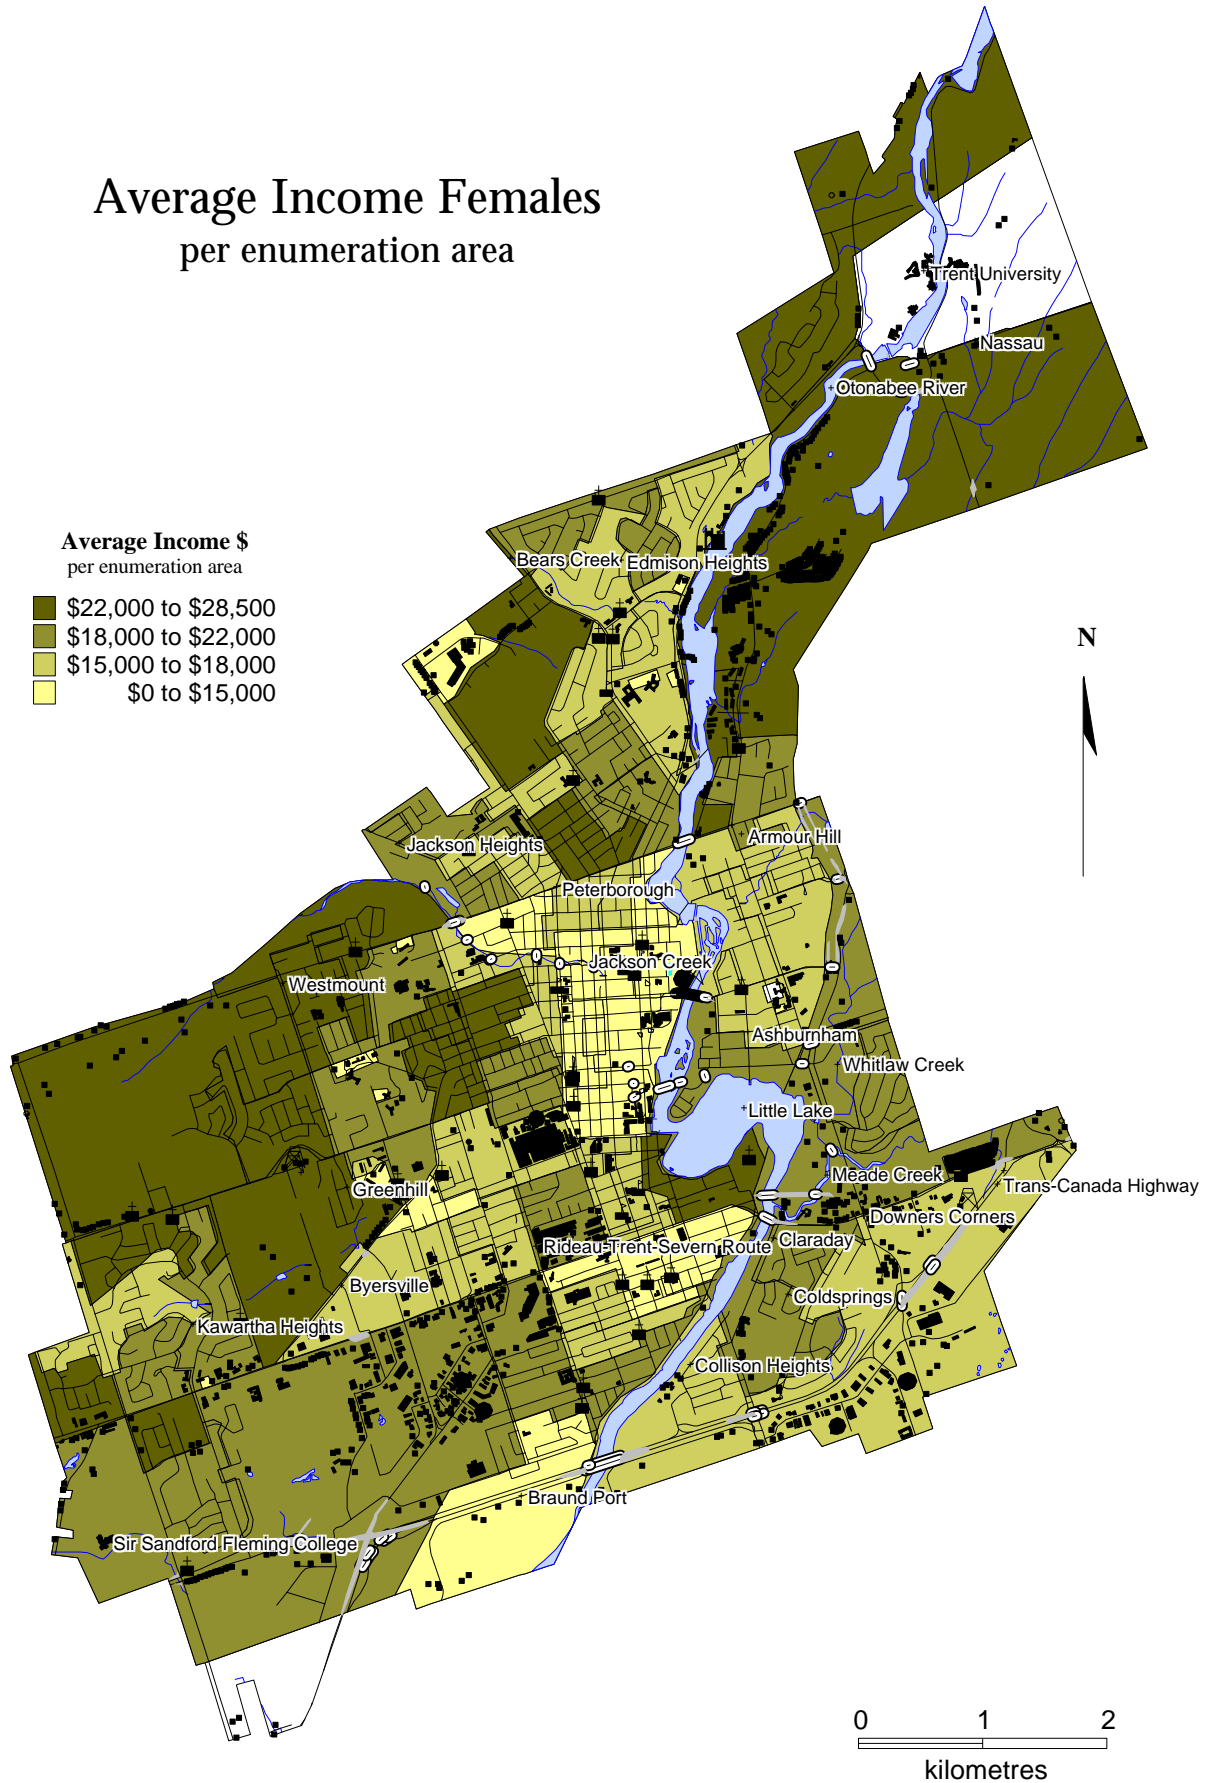 Average Income Females
per enumeration area
Trent University
Nassau
Otonabee River
Average Income $
per enumeration area
$22,000 to $28,500
$18,000 to $22,000
$15,000 to $18,000
$0 to $15,000
Bears Creek
Edmison Heights
N
Armour Hill
Jackson Heights
Peterborough
Jackson Creek
Westmount
Ashburnham
Whitlaw Creek
Little Lake
Meade Creek
Trans-Canada Highway
Greenhill
Downers Corners
Claraday
Rideau-Trent-Severn Route
Byersville
Coldsprings
Kawartha Heights
Collison Heights
Braund Port
Sir Sandford Fleming College
0 1 2
kilometres